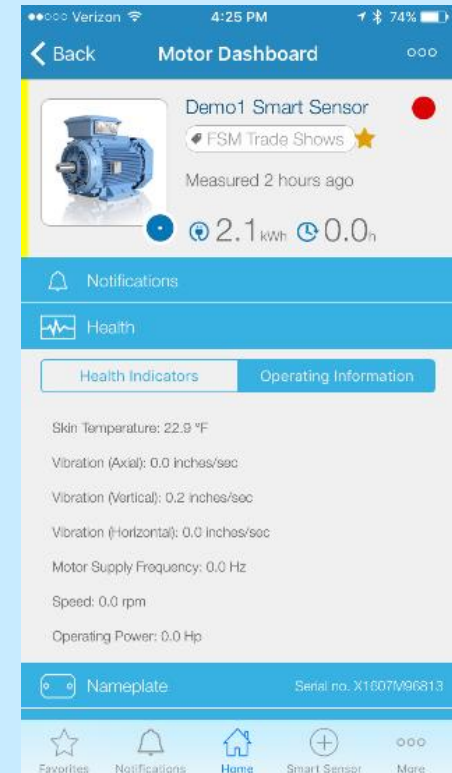 Verizon 4:25 PM 74%
Back Motor Dashboard
Demo1 Smart Sensor
FSM Trade Shows
Measured 2 hours ago
2.1 kWh 0.0h
Notifications
Health
Health Indicators Operating Information
Skin Temperature: 22.9 °F
Vibration (Axial): 0.0 inches/sec
Vibration (Vertical): 0.2 inches/sec
Vibration (Horizontal): 0.0 inches/sec
Motor Supply Frequency: 0.0 Hz
Speed: 0.0 rpm
Operating Power: 0.0 Hp
Nameplate Serial no. X1607M96813
Favorites Notifications Home Smart Sensor More